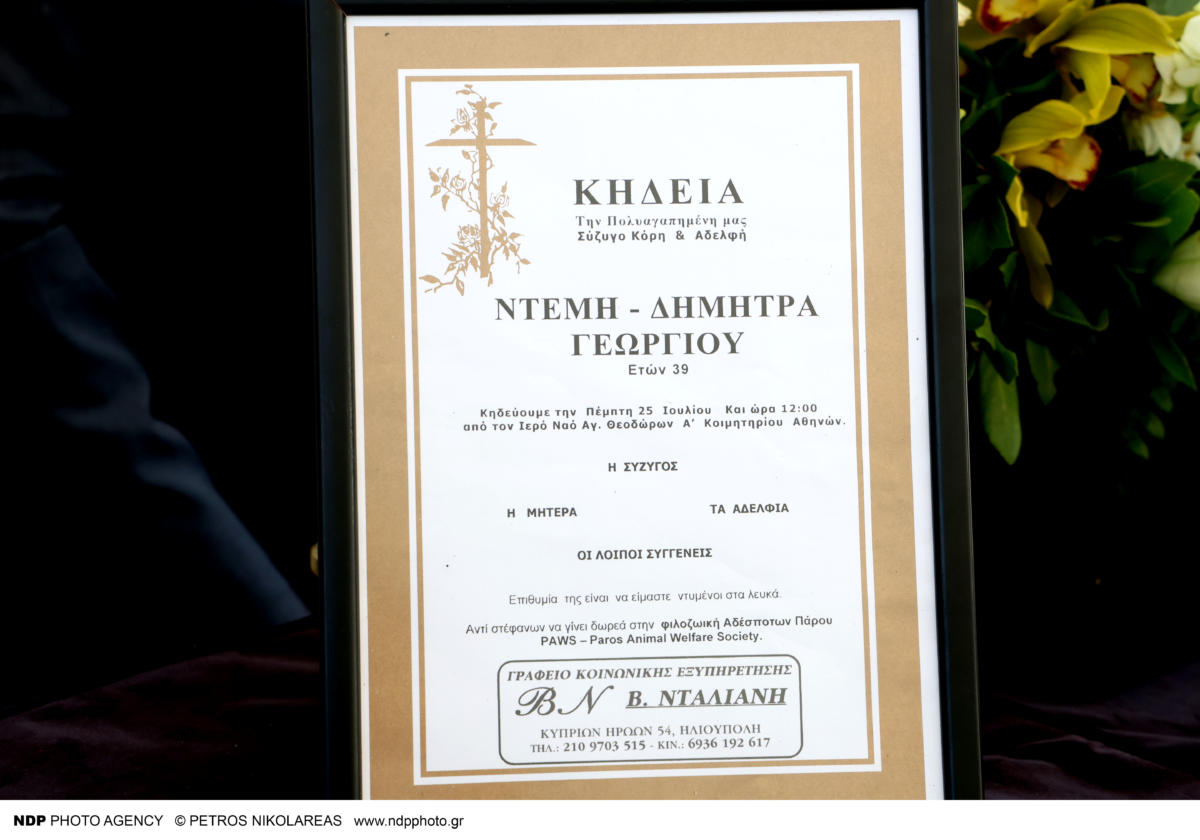 ΚΗΔΕΙΑ
Την Πολυαγαπημένη μας
Σύζυγο Κόρη & Αδελφή
ΝΤΕΜΗ - ΔΗΜΗΤΡΑ
ΓΕΩΡΓΙΟΥ
Ετών 39
Κηδεύουμε την Πέμπτη 25 Ιουλίου Και ώρα 12:00
από τον Ιερό Ναό Αγ. Θεοδώρων Α' Κοιμητηρίου Αθηνών.
Η ΣΥΖΥΓΟΣ
Η ΜΗΤΕΡΑ ΤΑ ΑΔΕΛΦΙΑ
ΟΙ ΛΟΙΠΟΙ ΣΥΓΓΕΝΕΙΣ
Επιθυμία της είναι να είμαστε ντυμένοι στα λευκά.
Αντί στέφανων να γίνει δωρεά στην φιλοζωική Αδέσποτων Πάρου
PAWS – Paros Animal Welfare Society.
ΓΡΑΦΕΙΟ ΚΟΙΝΩΝΙΚΗΣ ΕΞΥΠΗΡΕΤΗΣΗΣ
ΒΝ Β. ΝΤΑΛΙΑΝΗ
ΚΥΠΡΙΩΝ ΗΡΩΩΝ 54, ΗΛΙΟΥΠΟΛΗ
ΤΗΛ.: 210 9703 515 - ΚΙΝ.: 6936 192 617
NDP PHOTO AGENCY © PETROS NIKOLAREAS www.ndpphoto.gr